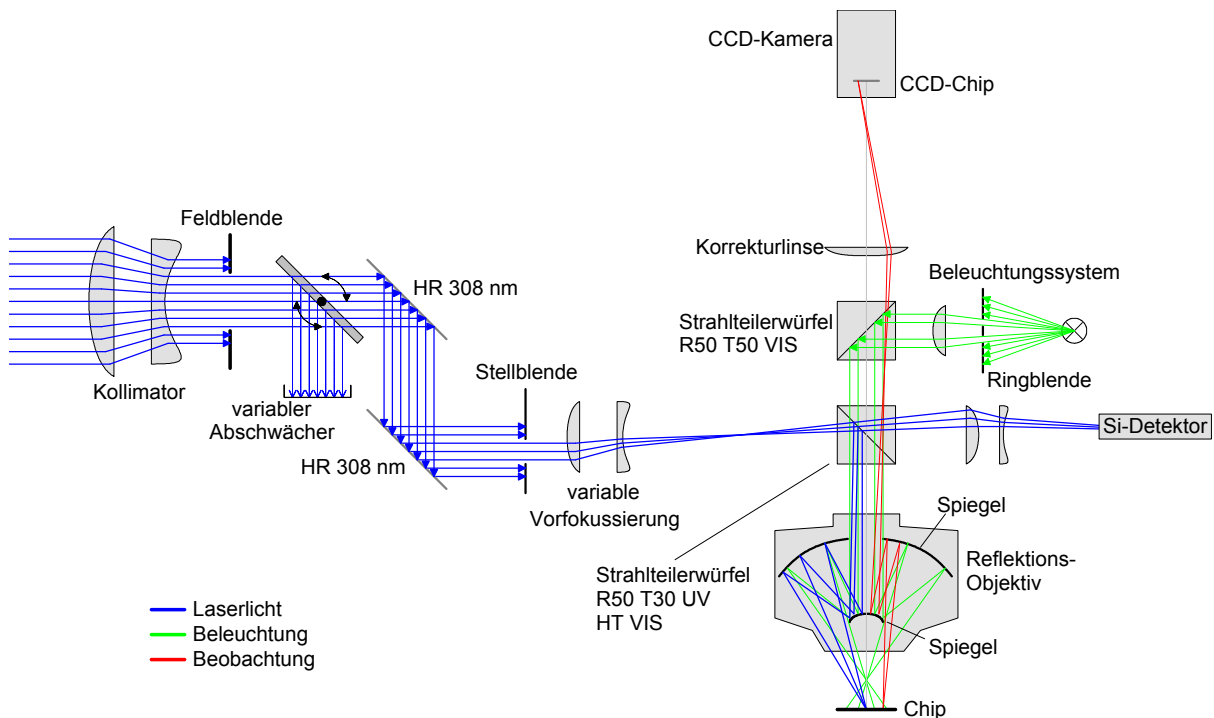 CCD-Kamera
CCD-Chip
Feldblende
Korrekturlinse
Beleuchtungssystem
HR 308 nm
Strahlteilerwürfel
R50 T50 VIS
Kollimator
Ringblende
Stellblende
variabler
Abschwächer
Si-Detektor
HR 308 nm
variable
Vorfokussierung
Spiegel
Reflektions-
Objektiv
Strahlteilerwürfel
R50 T30 UV
HT VIS
Laserlicht
Beleuchtung
Beobachtung
Spiegel
Chip